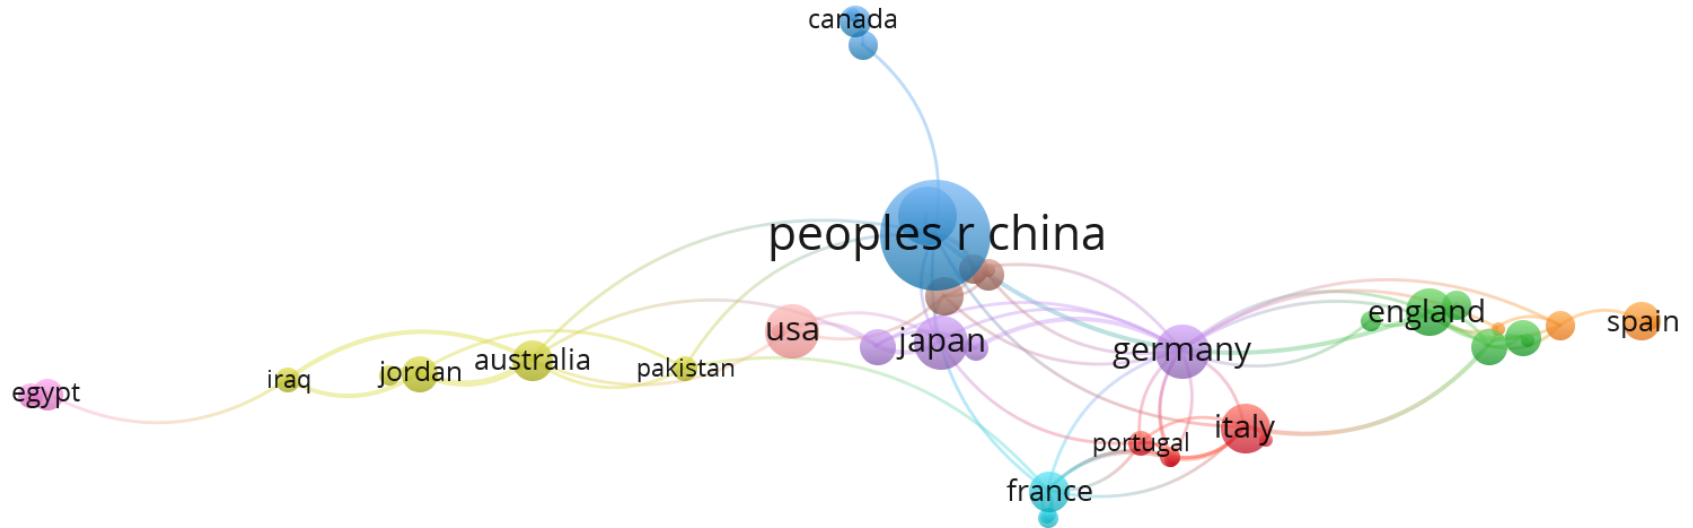 canada
peoples r china
usa
japan
germany
england
spain
egypt
iraq
jordan
australia
pakistan
portugal
italy
france